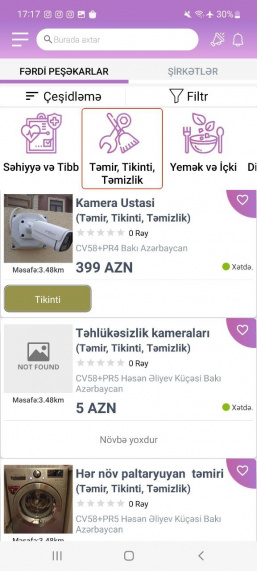 17:17
30%
Burada axtar
FƏRDİ PEŞƏKARLAR
ŞİRKƏTLƏR
Çeşidləmə
Filtr
Səhiyyə və Tibb
Təmir, Tikinti,
Təmizlik
Yemək və İçki
Di
Kamera Ustasi
(Təmir, Tikinti, Təmizlik)
0 Rəy
CV58+PR4 Bakı Azərbaycan
399 AZN
Məsafə:3.48km
Xətdə.
Tikinti
Təhlükəsizlik kameraları
(Təmir, Tikinti, Təmizlik)
0 Rəy
NOT FOUND
CV58+PR5 Həsən Əliyev Küçəsi Bakı
Azərbaycan
Məsafə:3.48km
5 AZN
Xətdə.
Növbə yoxdur
Hər növ paltaryuyan təmiri
(Təmir, Tikinti, Təmizlik)
0 Rəy
CV58+PR5 Həsən Əliyev Küçəsi Bakı
Azərbaycan
Məsafə:3.48km